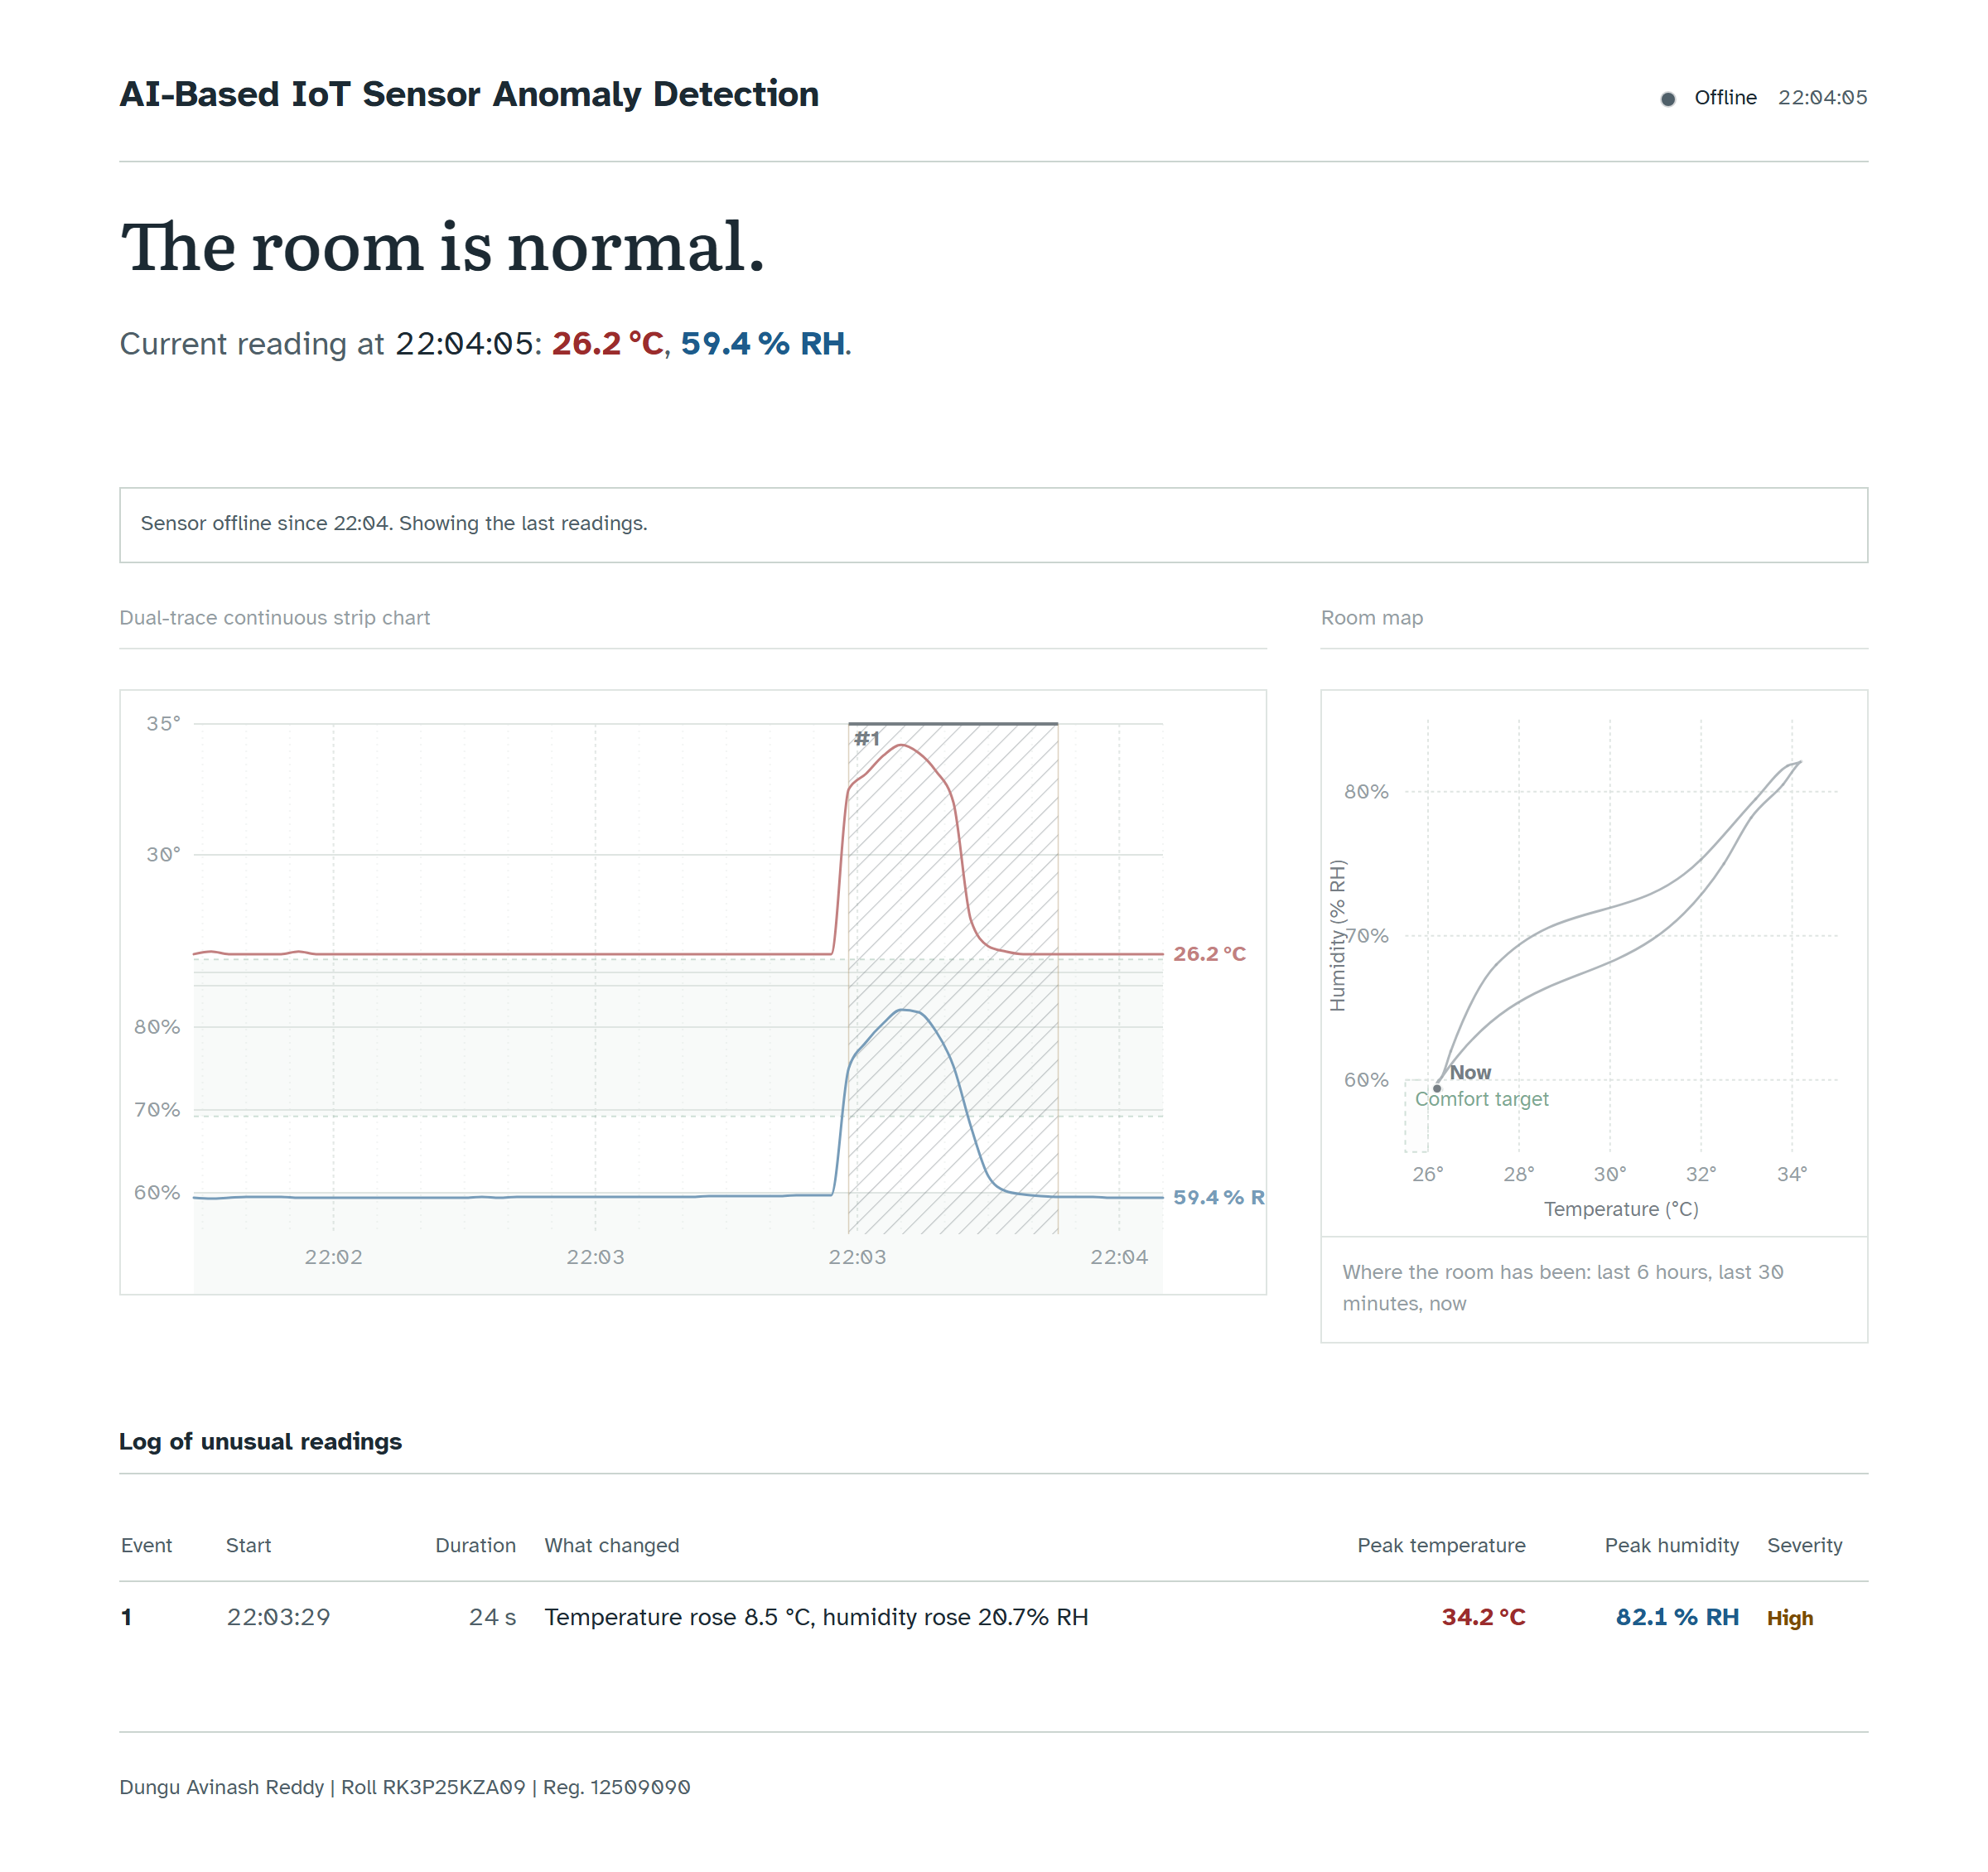 AI-Based IoT Sensor Anomaly Detection
Offline 22:04:05
The room is normal.
Current reading at 22:04:05: 26.2 °C, 59.4 % RH.
Sensor offline since 22:04. Showing the last readings.
Dual-trace continuous strip chart
35°
#1
30°
26.2 °C
80%
70%
60%
59.4 % R
22:02 22:03 22:03 22:04
Room map
80%
70%
60%
Humidity (% RH)
Now
Comfort target
26° 28° 30° 32° 34°
Temperature (°C)
Where the room has been: last 6 hours, last 30
minutes, now
Log of unusual readings
Event Start Duration What changed Peak temperature Peak humidity Severity
1 22:03:29 24 s Temperature rose 8.5 °C, humidity rose 20.7% RH 34.2 °C 82.1 % RH High
Dungu Avinash Reddy | Roll RK3P25KZA09 | Reg. 12509090